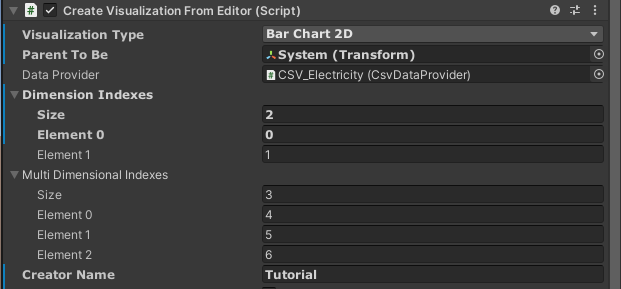 Create Visualization From Editor (Script)
Visualization Type Bar Chart 2D
Parent To Be System (Transform)
Data Provider CSV_Electricity (CsvDataProvider)
Dimension Indexes
Size 2
Element 0 0
Element 1 1
Multi Dimensional Indexes
Size 3
Element 0 4
Element 1 5
Element 2 6
Creator Name Tutorial